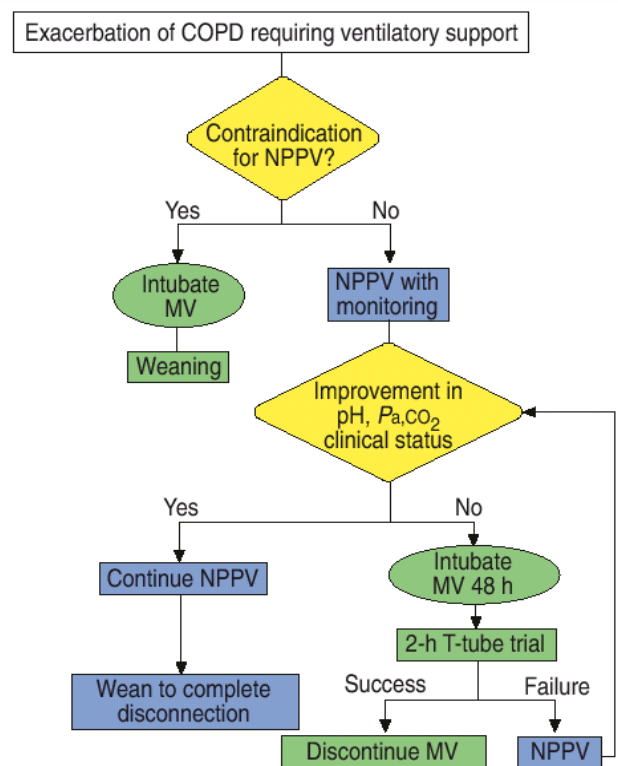 Exacerbation of COPD requiring ventilatory support
Contraindication
for NPPV?
Yes
No
Intubate
MV
NPPV with
monitoring
Weaning
Improvement in
pH, Pa,CO2
clinical status
Yes
No
Continue NPPV
Intubate
MV 48 h
2-h T-tube trial
Wean to complete
disconnection
Success
Failure
Discontinue MV
NPPV